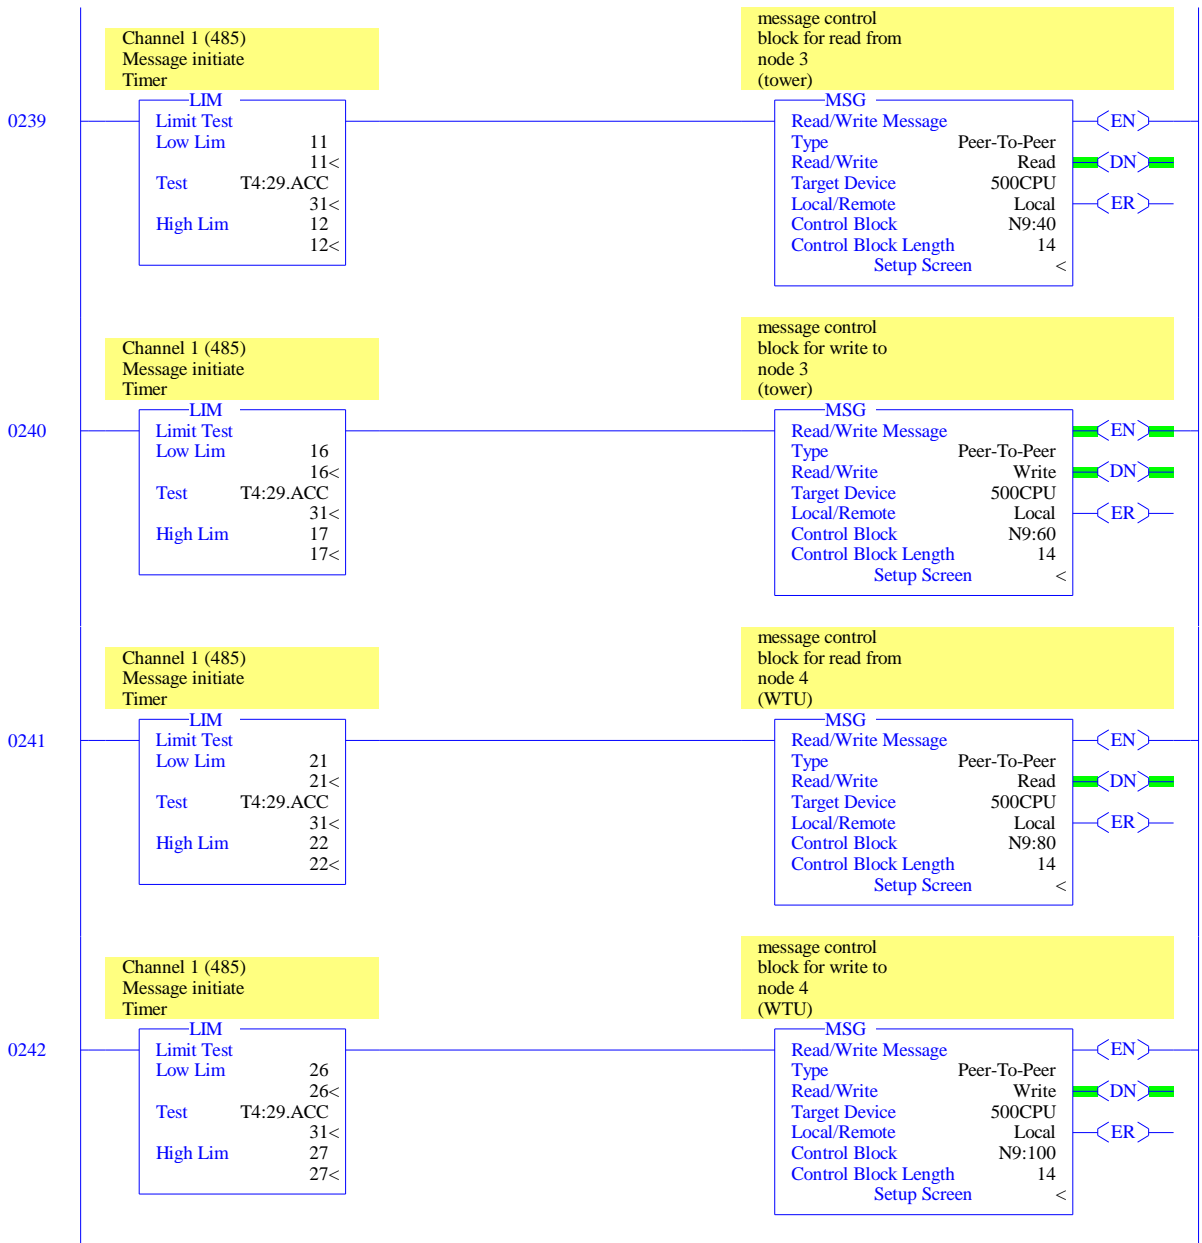 Channel 1 (485)
Message initiate
Timer
message control
block for read from
node 3
(tower)
0239
LIM
Limit Test
Low Lim 11
11<
Test T4:29.ACC
31<
High Lim 12
12<
MSG
Read/Write Message
Type Peer-To-Peer
Read/Write Read
Target Device 500CPU
Local/Remote Local
Control Block N9:40
Control Block Length 14
Setup Screen <
EN
DN
ER
Channel 1 (485)
Message initiate
Timer
message control
block for write to
node 3
(tower)
0240
LIM
Limit Test
Low Lim 16
16<
Test T4:29.ACC
31<
High Lim 17
17<
MSG
Read/Write Message
Type Peer-To-Peer
Read/Write Write
Target Device 500CPU
Local/Remote Local
Control Block N9:60
Control Block Length 14
Setup Screen <
EN
DN
ER
Channel 1 (485)
Message initiate
Timer
message control
block for read from
node 4
(WTU)
0241
LIM
Limit Test
Low Lim 21
21<
Test T4:29.ACC
31<
High Lim 22
22<
MSG
Read/Write Message
Type Peer-To-Peer
Read/Write Read
Target Device 500CPU
Local/Remote Local
Control Block N9:80
Control Block Length 14
Setup Screen <
EN
DN
ER
Channel 1 (485)
Message initiate
Timer
message control
block for write to
node 4
(WTU)
0242
LIM
Limit Test
Low Lim 26
26<
Test T4:29.ACC
31<
High Lim 27
27<
MSG
Read/Write Message
Type Peer-To-Peer
Read/Write Write
Target Device 500CPU
Local/Remote Local
Control Block N9:100
Control Block Length 14
Setup Screen <
EN
DN
ER